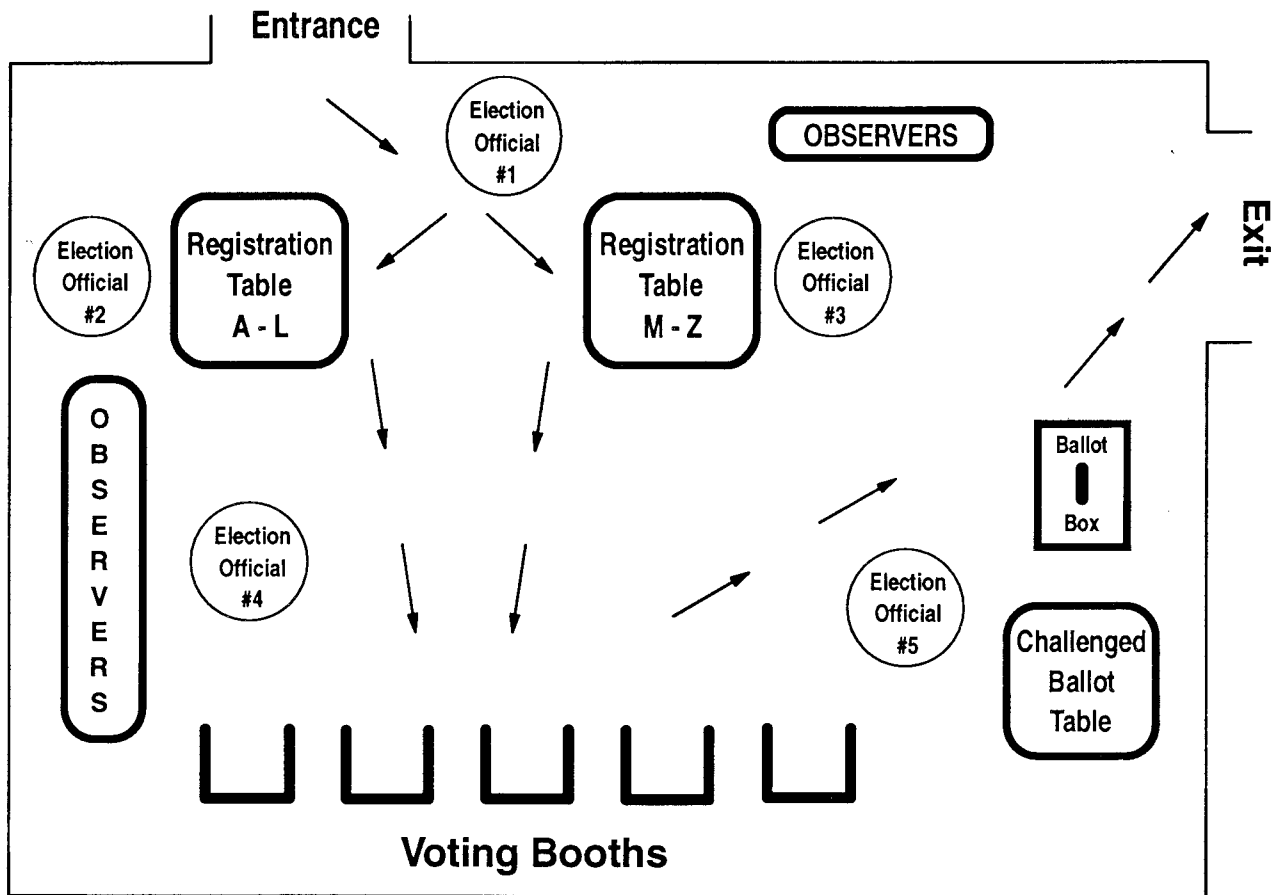 Entrance
Election
Official
#1
OBSERVERS
Exit
Election
Official
#2
Registration
Table
A - L
Registration
Table
M - Z
Election
Official
#3
O
B
S
E
R
V
E
R
S
Ballot
Box
Election
Official
#4
Election
Official
#5
Challenged
Ballot
Table
Voting Booths